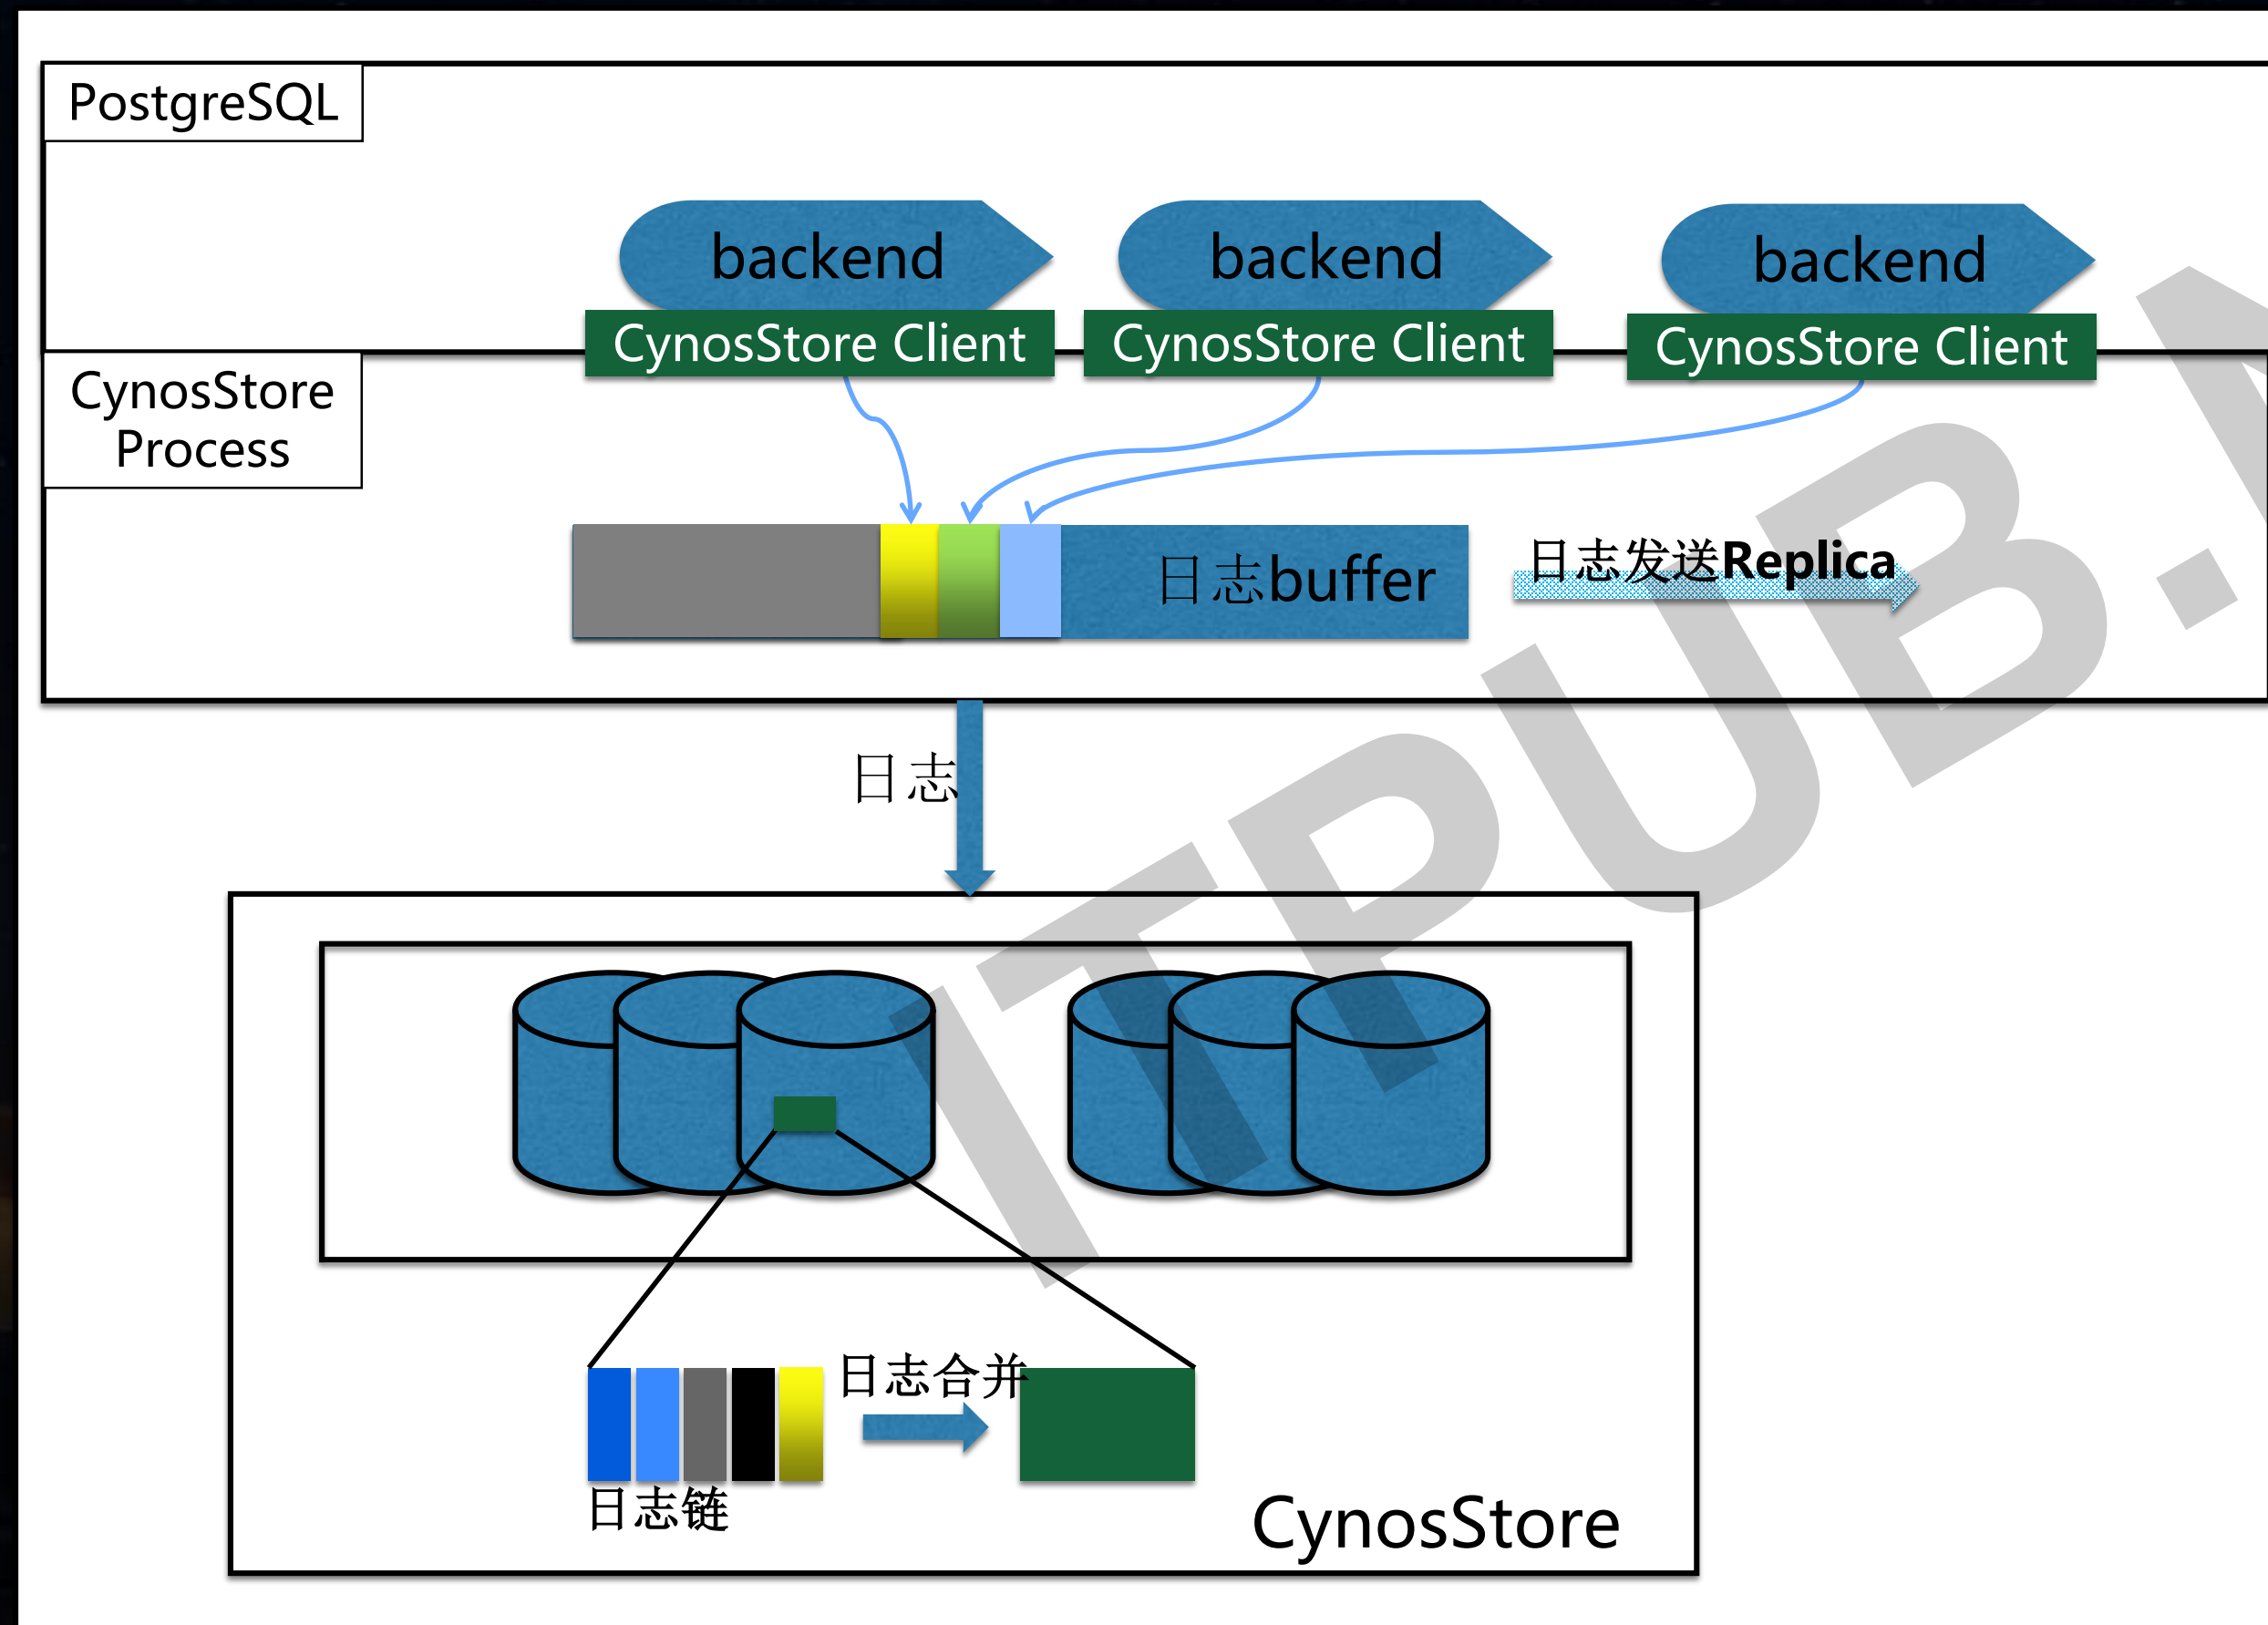 PostgreSQL
backend
backend
backend
CynosStore Client
CynosStore Client
CynosStore Client
CynosStore
Process
日志buffer
日志发送Replica
日志
日志合并
日志链
CynosStore
ITPUB.